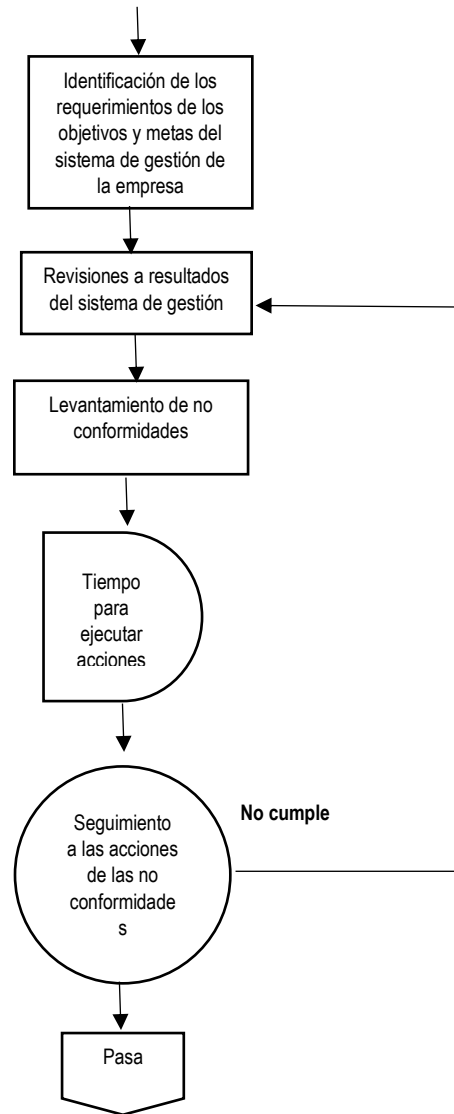 Identificación de los
requerimientos de los
objetivos y metas del
sistema de gestión de
la empresa
Revisiones a resultados
del sistema de gestión
Levantamiento de no
conformidades
Tiempo
para
ejecutar
acciones
No cumple
Seguimiento
a las acciones
de las no
conformidade
s
Pasa